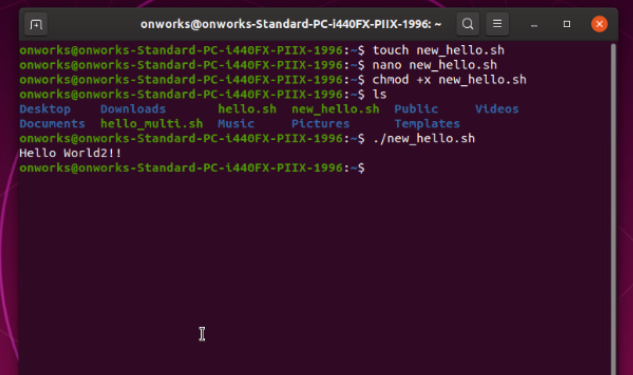 onworks@onworks-Standard-PC-i440FX-PIIX-1996: ~
onworks@onworks-Standard-PC-i440FX-PIIX-1996:~$ touch new_hello.sh
onworks@onworks-Standard-PC-i440FX-PIIX-1996:~$ nano new_hello.sh
onworks@onworks-Standard-PC-i440FX-PIIX-1996:~$ chmod +x new_hello.sh
onworks@onworks-Standard-PC-i440FX-PIIX-1996:~$ ls
Desktop Downloads hello.sh new_hello.sh Public Videos
Documents hello_multi.sh Music Pictures Templates
onworks@onworks-Standard-PC-i440FX-PIIX-1996:~$ ./new_hello.sh
Hello World2!!
onworks@onworks-Standard-PC-i440FX-PIIX-1996:~$